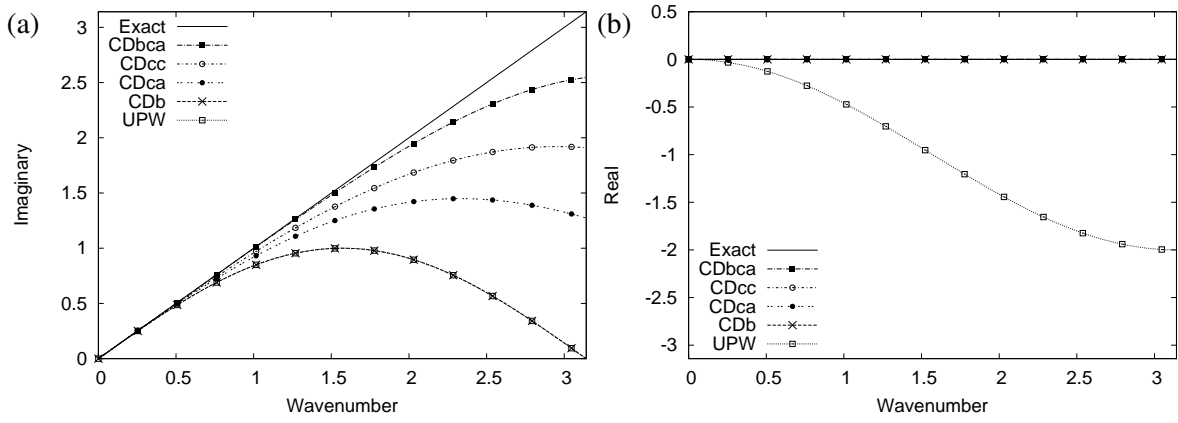 (a)
Imaginary
3
2.5
2
1.5
1
0.5
0
Exact
CDbca
CDcc
CDca
CDb
UPW
0 0.5 1 1.5 2 2.5 3
Wavenumber
(b)
Real
0.5
0
-0.5
-1
-1.5
-2
-2.5
-3
Exact
CDbca
CDcc
CDca
CDb
UPW
0 0.5 1 1.5 2 2.5 3
Wavenumber